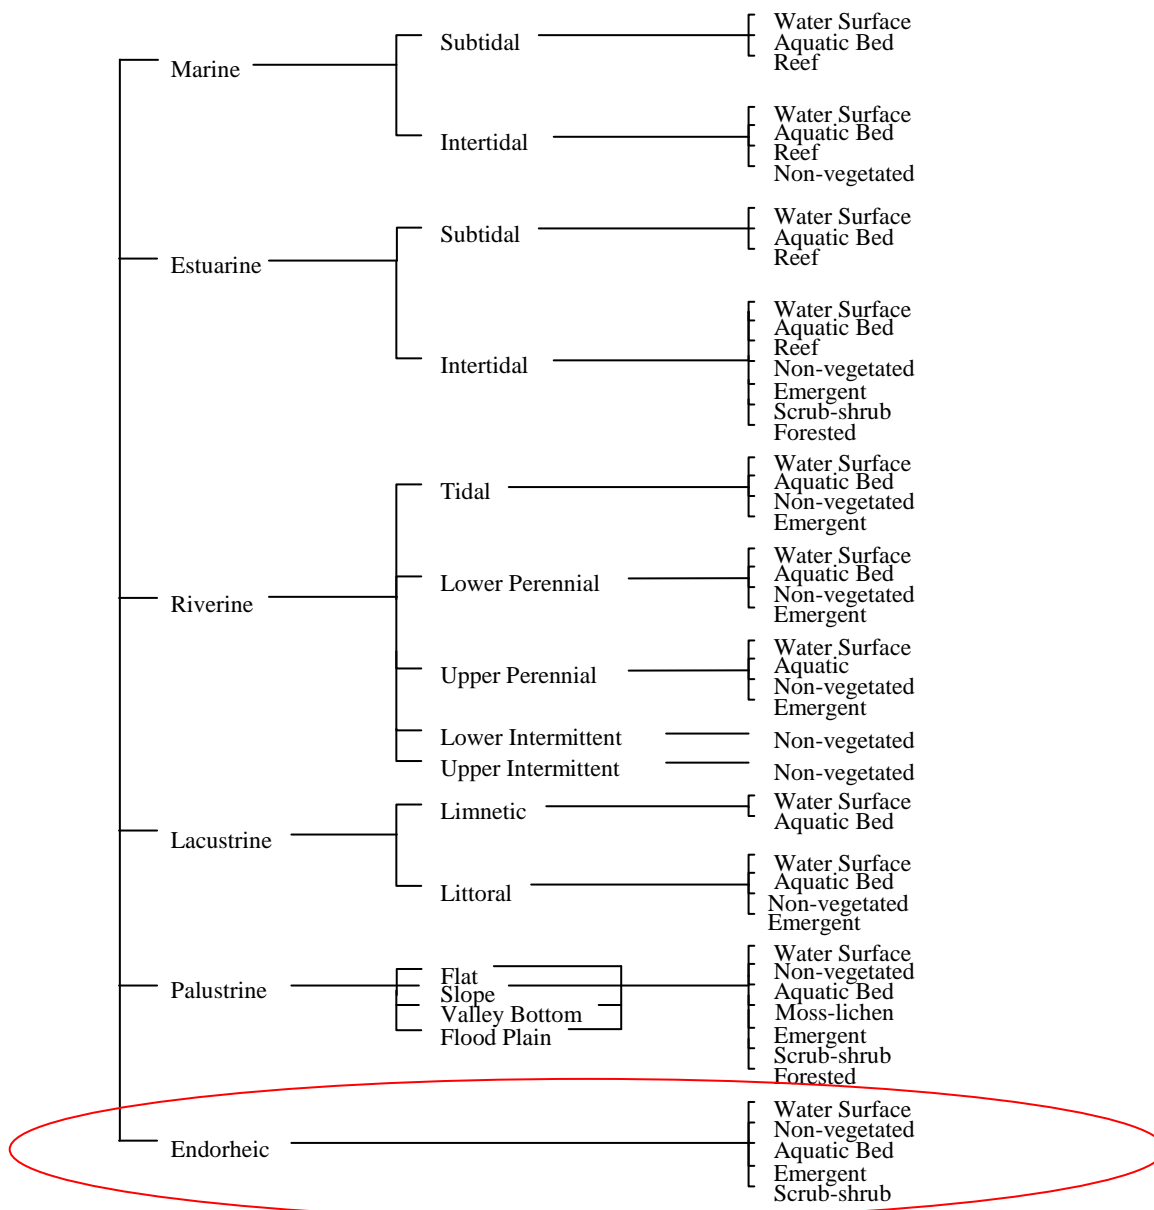 Marine
Subtidal
Water Surface
Aquatic Bed
Reef
Intertidal
Water Surface
Aquatic Bed
Reef
Non-vegetated
Estuarine
Subtidal
Water Surface
Aquatic Bed
Reef
Intertidal
Water Surface
Aquatic Bed
Reef
Non-vegetated
Emergent
Scrub-shrub
Forested
Riverine
Tidal
Water Surface
Aquatic Bed
Non-vegetated
Emergent
Lower Perennial
Water Surface
Aquatic Bed
Non-vegetated
Emergent
Upper Perennial
Water Surface
Aquatic
Non-vegetated
Emergent
Lower Intermittent
Non-vegetated
Upper Intermittent
Non-vegetated
Lacustrine
Limnetic
Water Surface
Aquatic Bed
Littoral
Water Surface
Aquatic Bed
Non-vegetated
Emergent
Palustrine
Flat
Slope
Valley Bottom
Flood Plain
Water Surface
Non-vegetated
Aquatic Bed
Moss-lichen
Emergent
Scrub-shrub
Forested
Endorheic
Water Surface
Non-vegetated
Aquatic Bed
Emergent
Scrub-shrub